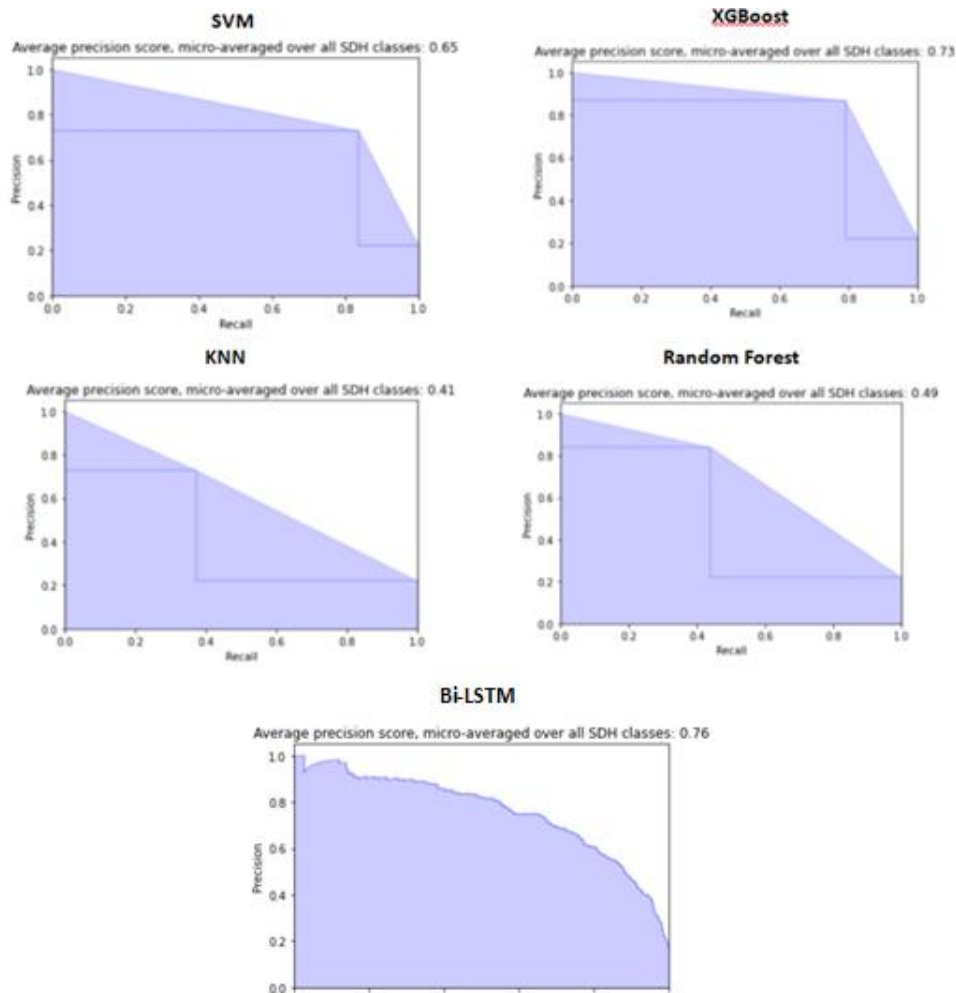 SVM
Average precision score, micro-averaged over all SDH classes: 0.65
1.0
0.8
0.6
0.4
0.2
0.0
Precision
0.0 0.2 0.4 0.6 0.8 1.0
Recall
XGBoost
Average precision score, micro-averaged over all SDH classes: 0.73
1.0
0.8
0.6
0.4
0.2
0.0
Precision
0.0 0.2 0.4 0.6 0.8 1.0
Recall
KNN
Average precision score, micro-averaged over all SDH classes: 0.41
1.0
0.8
0.6
0.4
0.2
0.0
Precision
0.0 0.2 0.4 0.6 0.8 1.0
Recall
Random Forest
Average precision score, micro-averaged over all SDH classes: 0.49
1.0
0.8
0.6
0.4
0.2
0.0
Precision
0.0 0.2 0.4 0.6 0.8 1.0
Recall
Bi-LSTM
Average precision score, micro-averaged over all SDH classes: 0.76
1.0
0.8
0.6
0.4
0.2
0.0
Precision